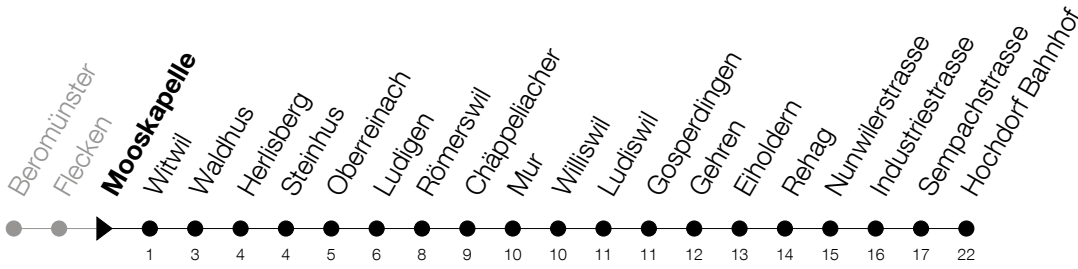 Beromünster
Flecken
Mooskapelle
Witwil
Waldhus
Herlisberg
Steinhus
Oberreinach
Ludigen
Römerswil
Chäppeliacher
Mur
Williswil
Ludiswil
Gosperdingen
Gehren
Eiholdern
Rehag
Nunwilerstrasse
Industriestrasse
Sempachstrasse
Hochdorf Bahnhof
1 3 4 4 5 6 8 9 10 10 11 11 12 13 14 15 16 17 22